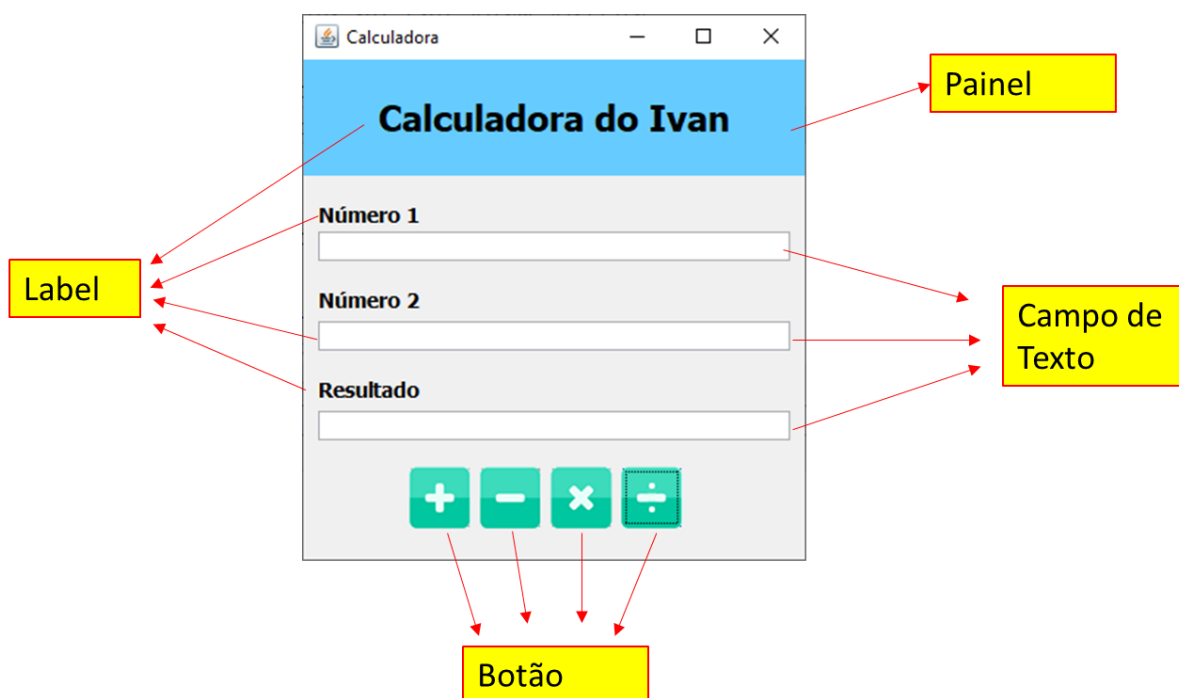 Calculadora
Calculadora do Ivan
Painel
Número 1
Label
Número 2
Campo de
Texto
Resultado
Botão